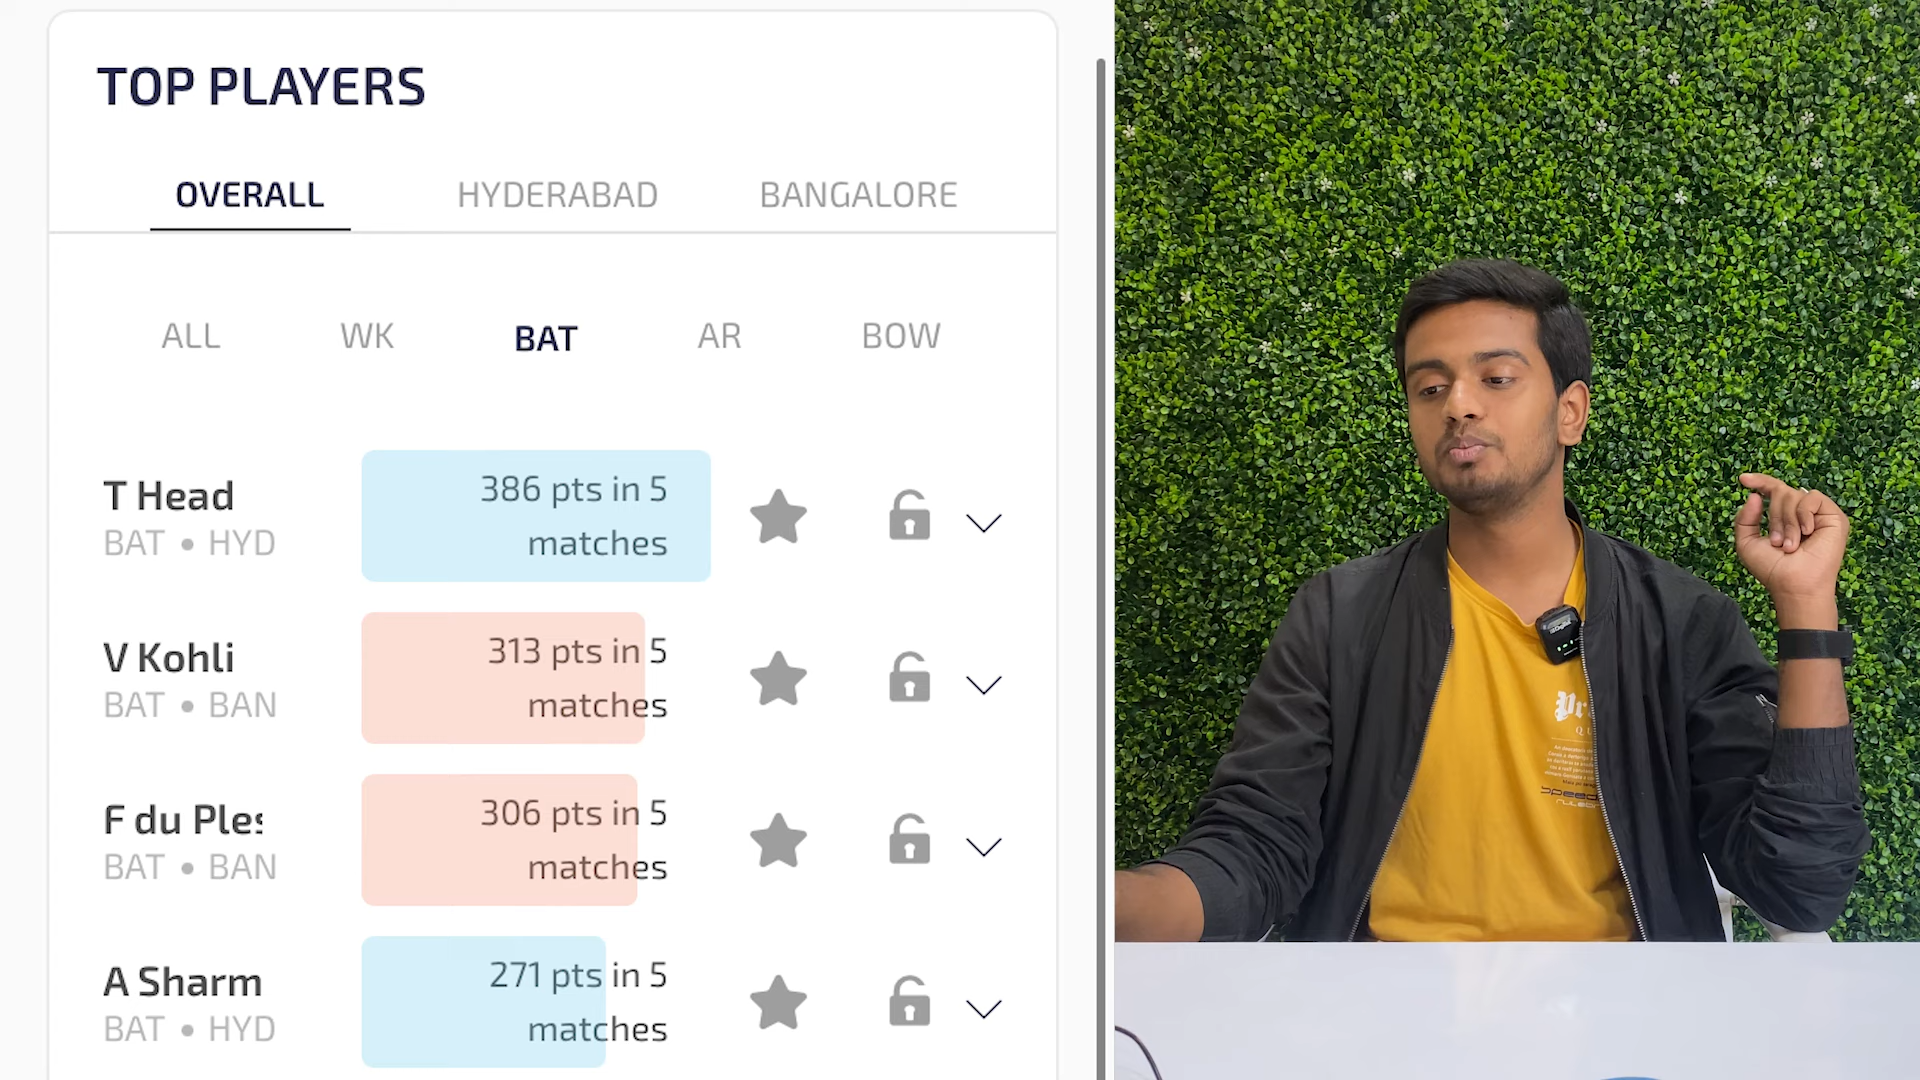 TOP PLAYERS
OVERALL HYDERABAD BANGALORE
ALL WK BAT AR BOW
T Head
BAT • HYD
386 pts in 5
matches
V Kohli
BAT • BAN
313 pts in 5
matches
F du Ples
BAT • BAN
306 pts in 5
matches
A Sharm
BAT • HYD
271 pts in 5
matches